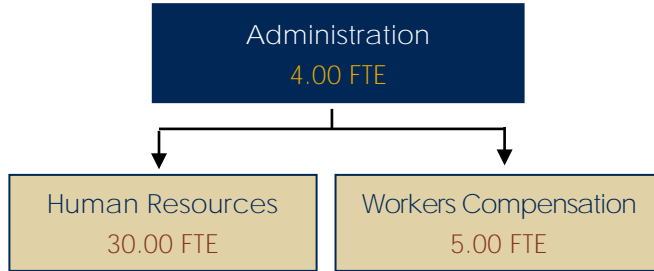 Administration
4.00 FTE
Human Resources
30.00 FTE
Workers Compensation
5.00 FTE